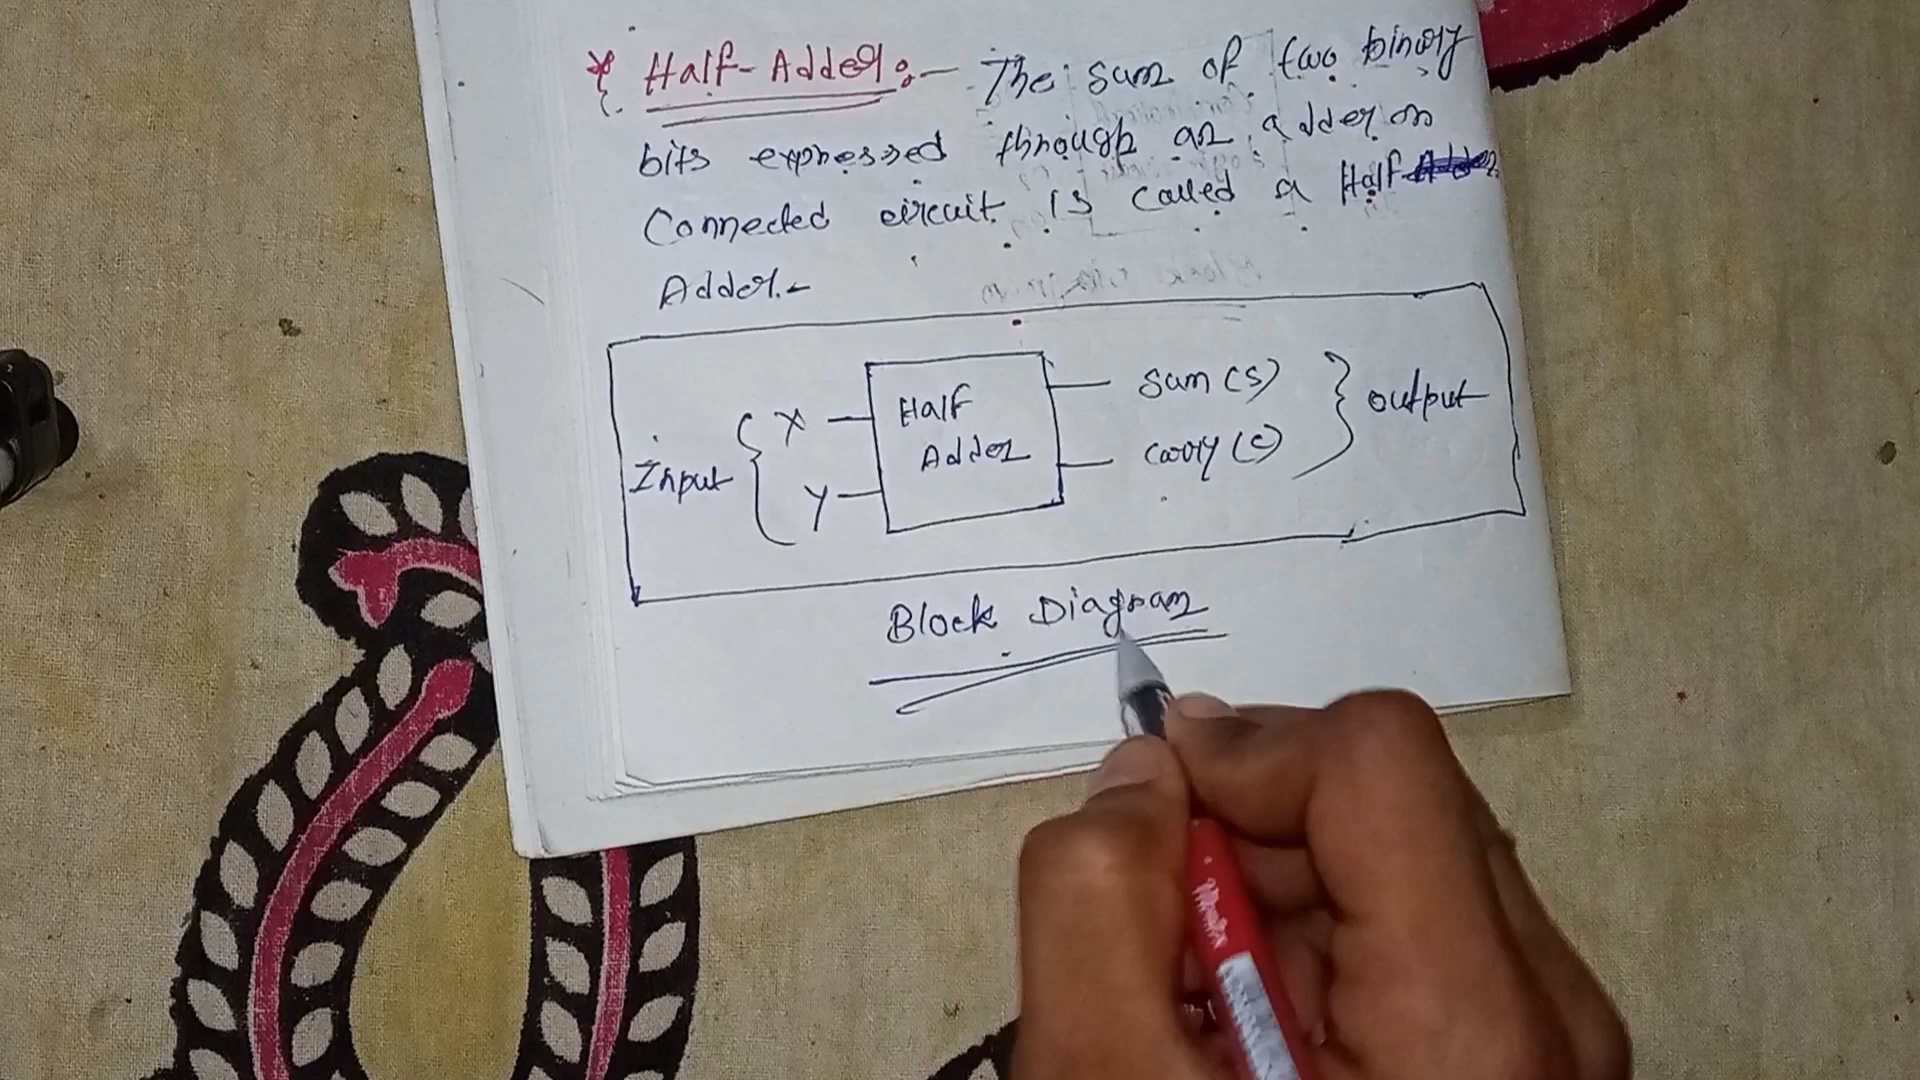 * Half-Adder :- The sum of two binary
bits expressed through an adder on
Connected circuit is called a Half
Adder.-
Half
Adder
Input { X
Y
Sum (S)
Carry (C)
} output
Block Diagram